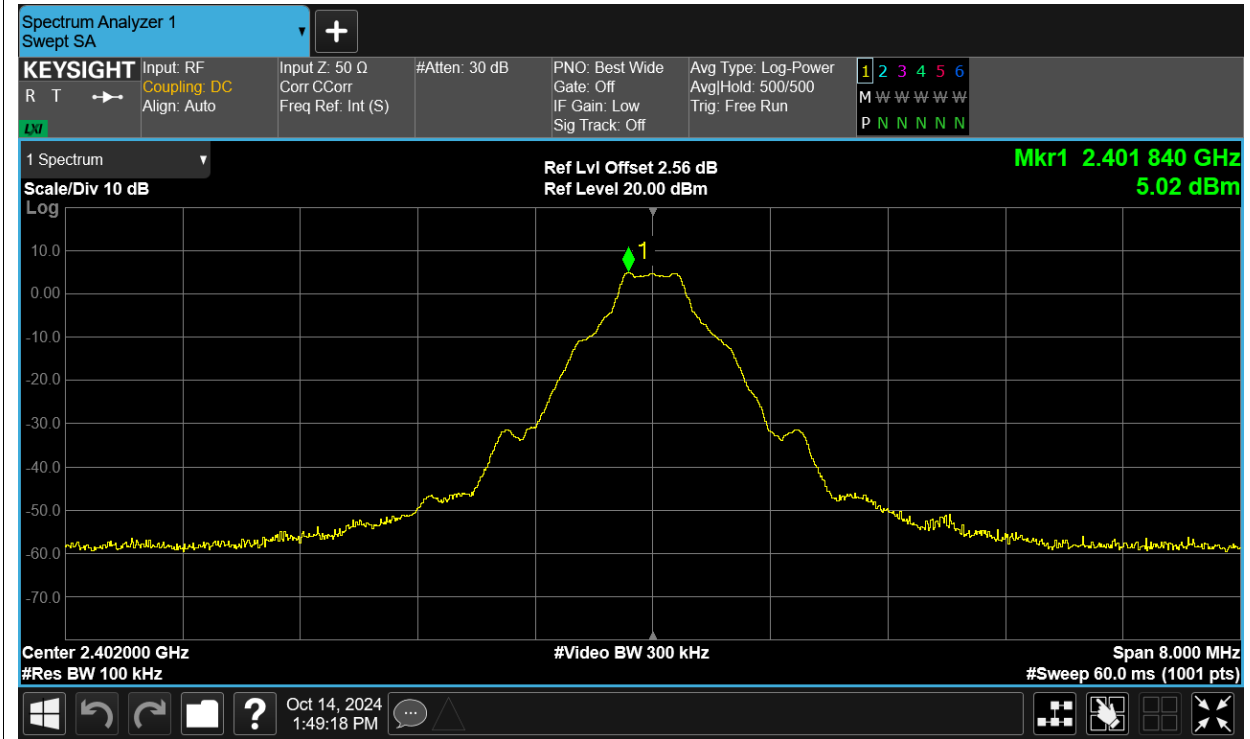 Spectrum Analyzer 1
Swept SA
KEYSIGHT
R T
LXI
Input: RF
Coupling: DC
Align: Auto
Input Z: 50 Ω
Corr CCorr
Freq Ref: Int (S)
#Atten: 30 dB
PNO: Best Wide
Gate: Off
IF Gain: Low
Sig Track: Off
Avg Type: Log-Power
Avg|Hold: 500/500
Trig: Free Run
1 2 3 4 5 6
M W W W W W
P N N N N N
1 Spectrum
Scale/Div 10 dB
Log
Ref Lvl Offset 2.56 dB
Ref Level 20.00 dBm
Mkr1 2.401 840 GHz
5.02 dBm
1
10.0
0.00
-10.0
-20.0
-30.0
-40.0
-50.0
-60.0
-70.0
Center 2.402000 GHz
#Res BW 100 kHz
#Video BW 300 kHz
Span 8.000 MHz
#Sweep 60.0 ms (1001 pts)
?
Oct 14, 2024
1:49:18 PM